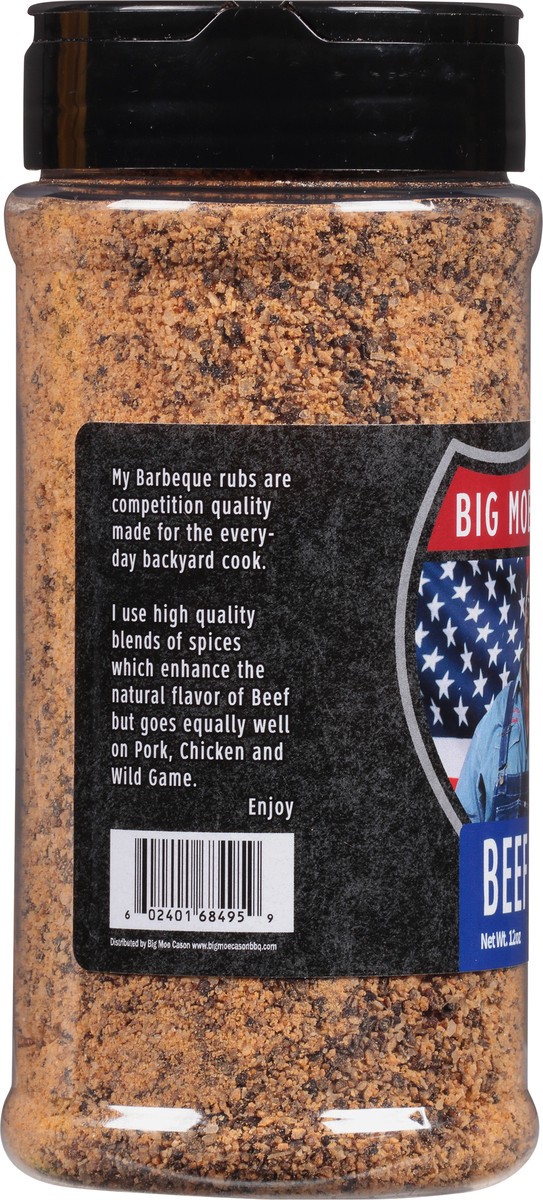 My Barbeque rubs are
competition quality
made for the every-
day backyard cook.
I use high quality
blends of spices
which enhance the
natural flavor of Beef
but goes equally well
on Pork, Chicken and
Wild Game.
Enjoy
6 02401 68495 9
Distributed by Big Moe Cason www.bigmoecasonbbq.com
BIG MOE
BEEF
Net Wt. 12oz